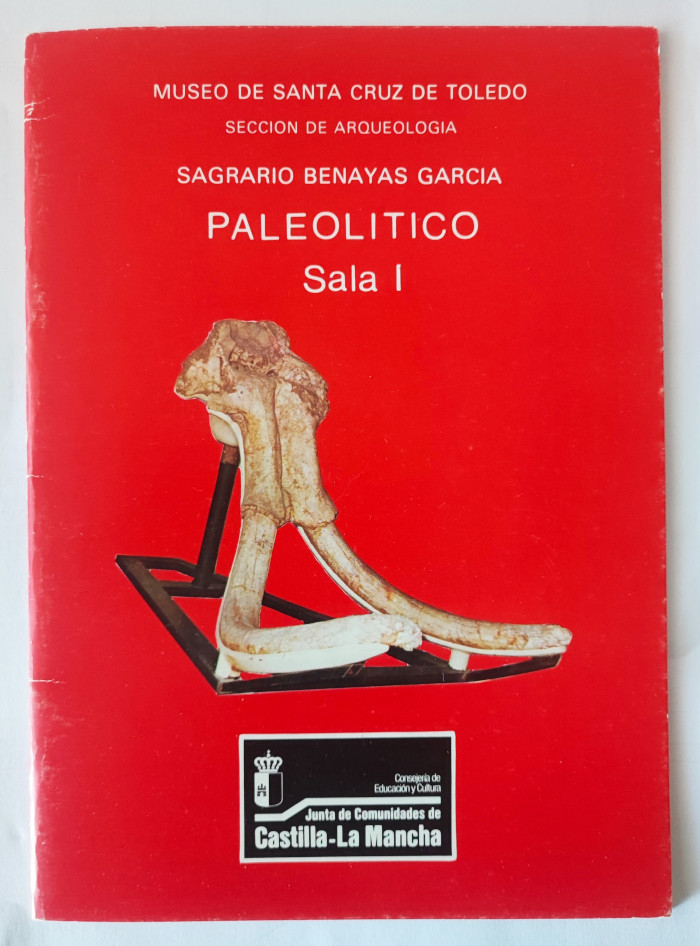 MUSEO DE SANTA CRUZ DE TOLEDO
SECCION DE ARQUEOLOGIA
SAGRARIO BENAYAS GARCIA
PALEOLITICO
Sala I
Consejería de
Educación y Cultura
Junta de Comunidades de
Castilla-La Mancha